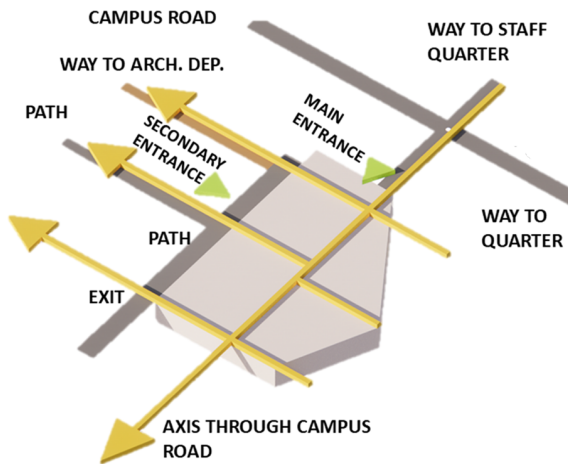 CAMPUS ROAD
WAY TO STAFF
QUARTER
WAY TO ARCH. DEP.
PATH
MAIN
ENTRANCE
SECONDARY
ENTRANCE
WAY TO
QUARTER
PATH
EXIT
AXIS THROUGH CAMPUS
ROAD